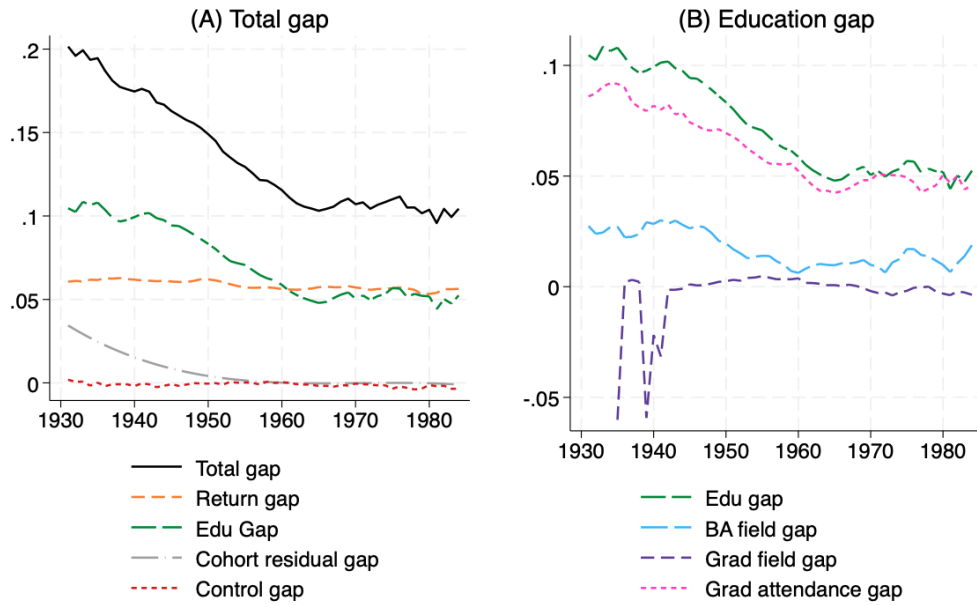 (A) Total gap
.2
.15
.1
.05
0
1930 1940 1950 1960 1970 1980
Total gap
Return gap
Edu Gap
Cohort residual gap
Control gap
(B) Education gap
.1
.05
0
-.05
1930 1940 1950 1960 1970 1980
Edu gap
BA field gap
Grad field gap
Grad attendance gap